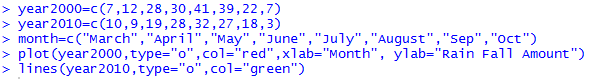 > year2000=c(7,12,28,30,41,39,22,7)
> year2010=c(10,9,19,28,32,27,18,3)
> month=c("March","April","May","June","July","August","Sep","Oct")
> plot(year2000,type="o",col="red",xlab="Month", ylab="Rain Fall Amount")
> lines(year2010,type="o",col="green")